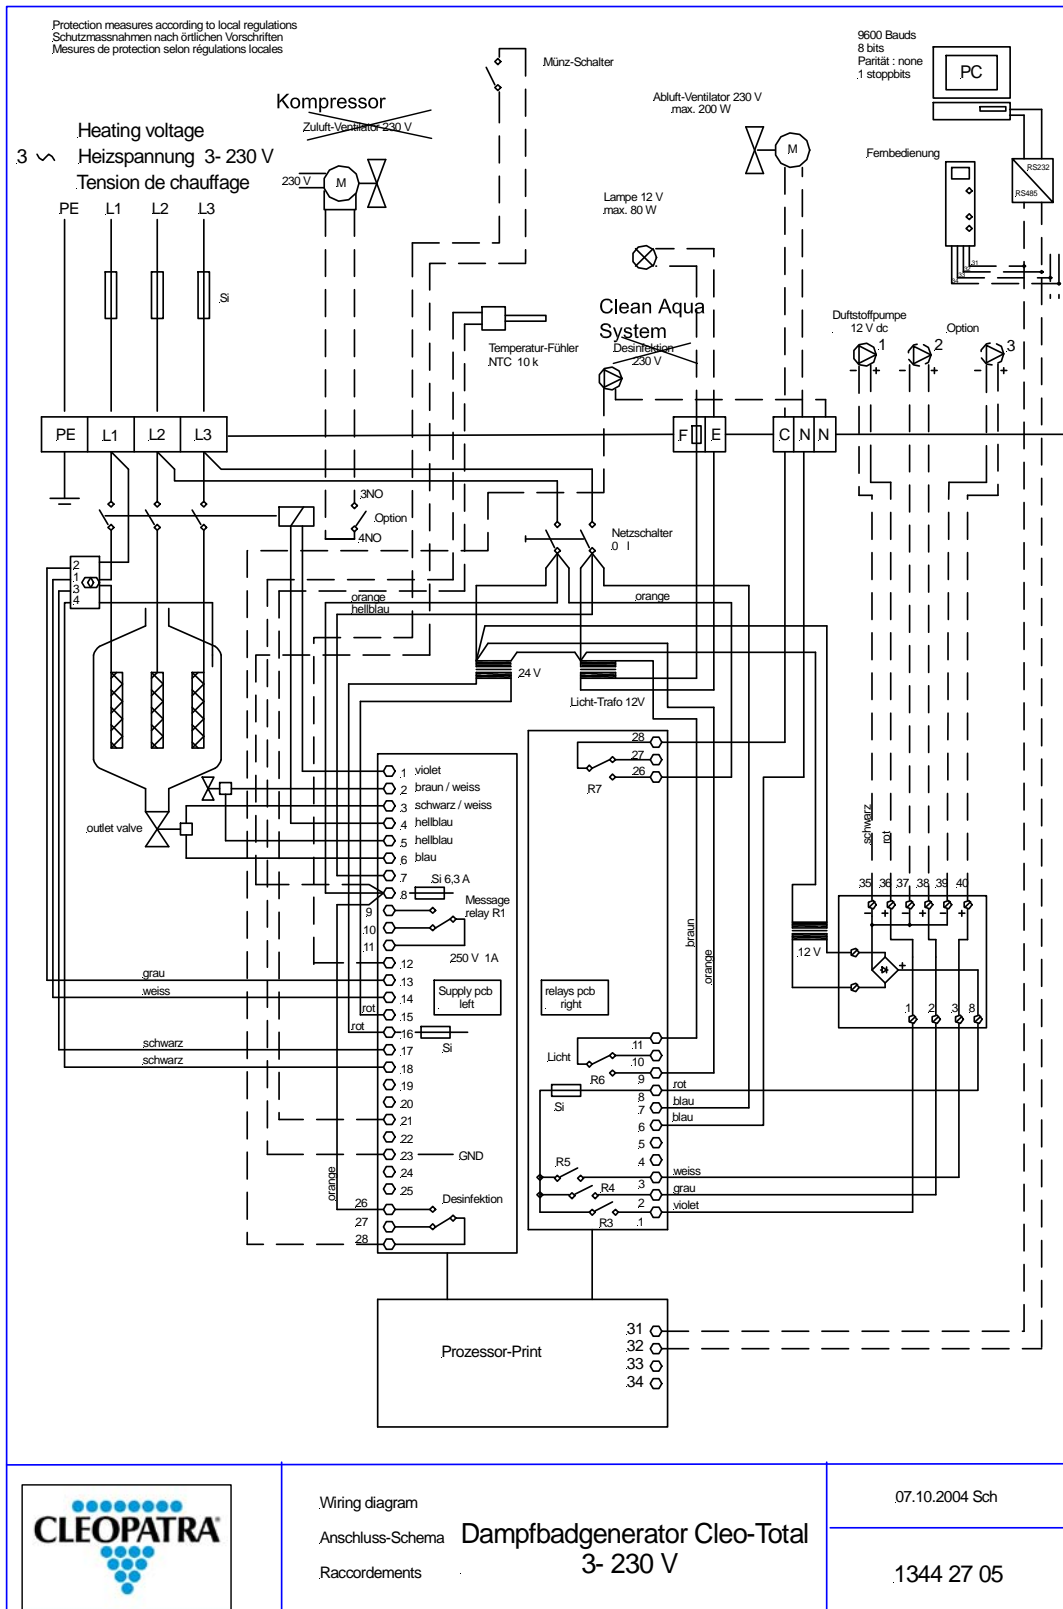 Protection measures according to local regulations
Schutzmassnahmen nach örtlichen Vorschriften
Mesures de protection selon régulations locales
3 ~
Heating voltage
Heizspannung 3- 230 V
Tension de chauffage
PE L1 L2 L3
Si
Kompressor
Zuluft-Ventilator 230 V
230 V
M
Münz-Schalter
Abluft-Ventilator 230 V
max. 200 W
M
9600 Bauds
8 bits
Parität : none
1 stoppbits
PC
Fernbedienung
RS232
RS485
31
32
33
34
Lampe 12 V
max. 80 W
Temperatur-Fühler
NTC 10 k
Clean Aqua
System
Desinfektion
230 V
Duftstoffpumpe
12 V dc
Option
1 2 3
- + - + - +
PE L1 L2 L3
F E
C N N
3NO
Option
4NO
Netzschalter
0 I
2
1
3
4
orange
hellblau
orange
24 V
Licht-Trafo 12V
outlet valve
1 violet
2 braun / weiss
3 schwarz / weiss
4 hellblau
5 hellblau
6 blau
7
8 Si 6,3 A
9 Message
10 relay R1
11
12 250 V 1A
13 grau
14 weiss
15 rot
16 rot
Si
17 schwarz
18 schwarz
19
20
21
22
23 GND
24
25
26 Desinfektion
27
28
orange
Supply pcb
left
relays pcb
right
28
27
26
R7
11
10
9
Licht
R6
Si
8 rot
7 blau
6 blau
5
4
3 weiss
2 grau
1 violet
R5
R4
R3
braun
orange
schwarz
rot
35 36 37 38 39 40
- + - + - +
12 V
+
1 2 3 8
Prozessor-Print
31
32
33
34
CLEOPATRA
Wiring diagram
Anschluss-Schema
Raccordements
Dampfbadgenerator Cleo-Total
3- 230 V
07.10.2004 Sch
1344 27 05